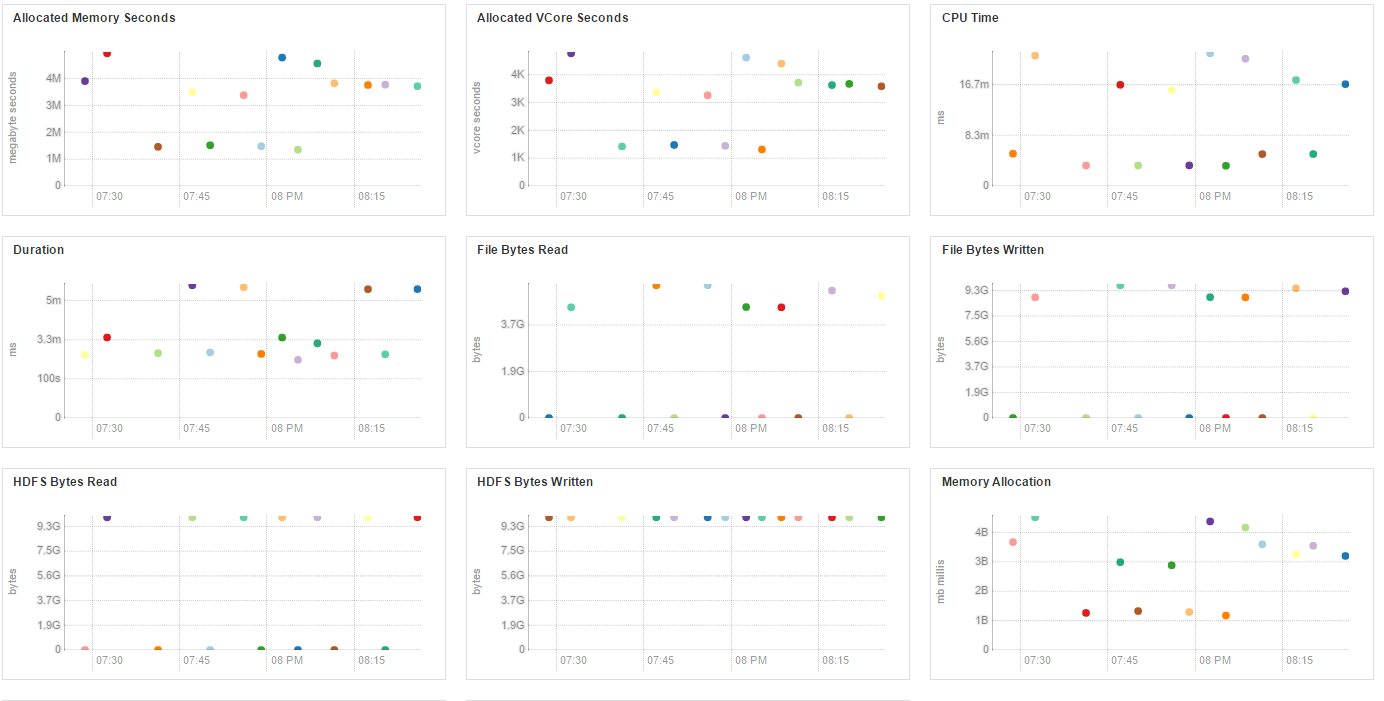 Allocated Memory Seconds
megabyte seconds
4M
3M
2M
1M
0
07:30 07:45 08 PM 08:15
Allocated VCore Seconds
vcore seconds
4K
3K
2K
1K
0
07:30 07:45 08 PM 08:15
CPU Time
ms
16.7m
8.3m
0
07:30 07:45 08 PM 08:15
Duration
ms
5m
3.3m
100s
0
07:30 07:45 08 PM 08:15
File Bytes Read
bytes
3.7G
1.9G
0
07:30 07:45 08 PM 08:15
File Bytes Written
bytes
9.3G
7.5G
5.6G
3.7G
1.9G
0
07:30 07:45 08 PM 08:15
HDFS Bytes Read
bytes
9.3G
7.5G
5.6G
3.7G
1.9G
0
07:30 07:45 08 PM 08:15
HDFS Bytes Written
bytes
9.3G
7.5G
5.6G
3.7G
1.9G
0
07:30 07:45 08 PM 08:15
Memory Allocation
mb millis
4B
3B
2B
1B
0
07:30 07:45 08 PM 08:15